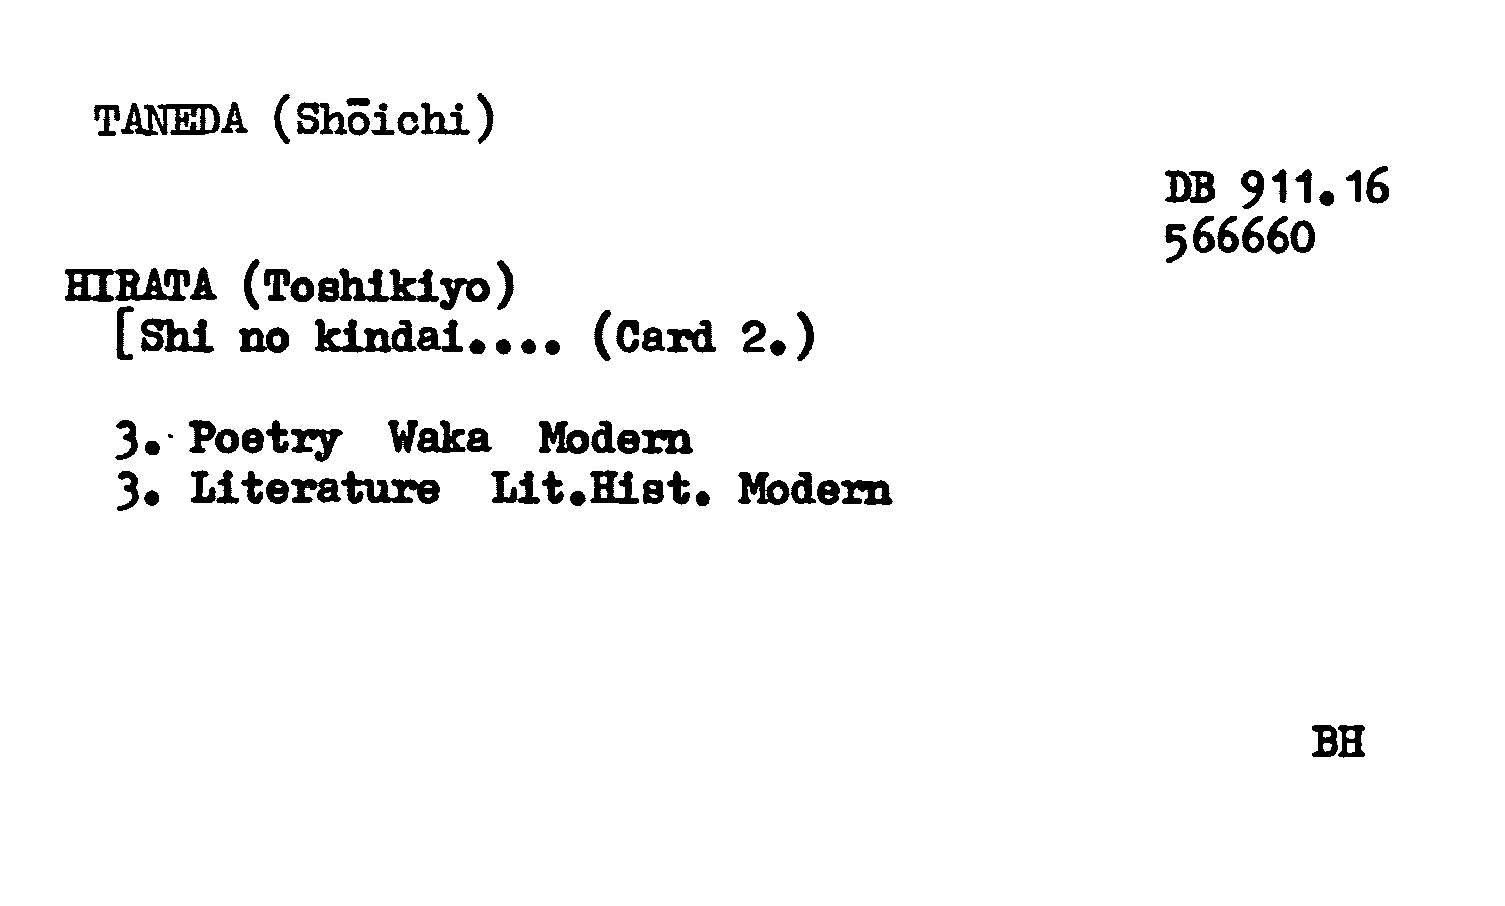 TANEDA (Shōichi)
DB 911.16
566660
HIRATA (Toshikiyo)
[Shi no kindai.... (Card 2.)
3. Poetry Waka Modern
3. Literature Lit.Hist. Modern
BH